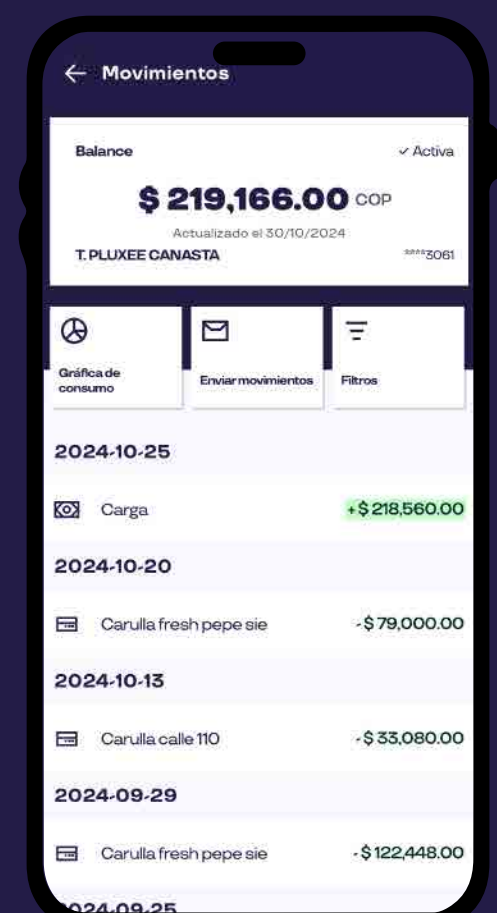 Movimientos
Balance
Activa
$ 219,166.00 COP
Actualizado el 30/10/2024
T. PLUXEE CANASTA
****3061
Gráfica de
consumo
Enviar movimientos
Filtros
2024-10-25
Carga
+$ 218,560.00
2024-10-20
Carulla fresh pepe sie
-$ 79,000.00
2024-10-13
Carulla calle 110
-$ 33,080.00
2024-09-29
Carulla fresh pepe sie
-$ 122,448.00
2024-09-25